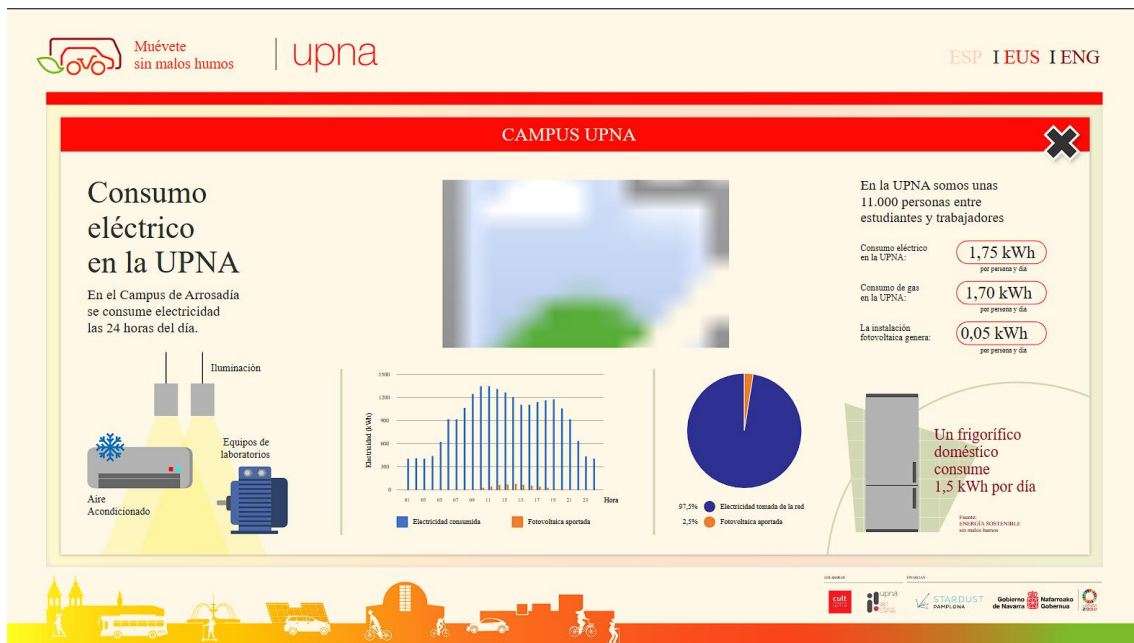 Muévete
sin malos humos
upna
ESP I EUS I ENG
CAMPUS UPNA
Consumo
eléctrico
en la UPNA
En el Campus de Arrosadía
se consume electricidad
las 24 horas del día.
Iluminación
Equipos de
laboratorios
Aire
Acondicionado
Electricidad (kWh)
1500
1200
900
600
300
0
01 03 05 07 09 11 13 15 17 19 21 23 Hora
Electricidad consumida
Fotovoltaica aportada
97,5% Electricidad tomada de la red
2,5% Fotovoltaica aportada
En la UPNA somos unas
11.000 personas entre
estudiantes y trabajadores
Consumo eléctrico
en la UPNA:
1,75 kWh
por persona y día
Consumo de gas
en la UPNA:
1,70 kWh
por persona y día
La instalación
fotovoltaica genera:
0,05 kWh
por persona y día
Un frigorífico
doméstico
consume
1,5 kWh por día
Fuente:
ENERGÍA SOSTENIBLE
sin malos humos
cult
upna
upna
STARDUST
PAMPLONA
Gobierno
de Navarra
Nafarroako
Gobernua